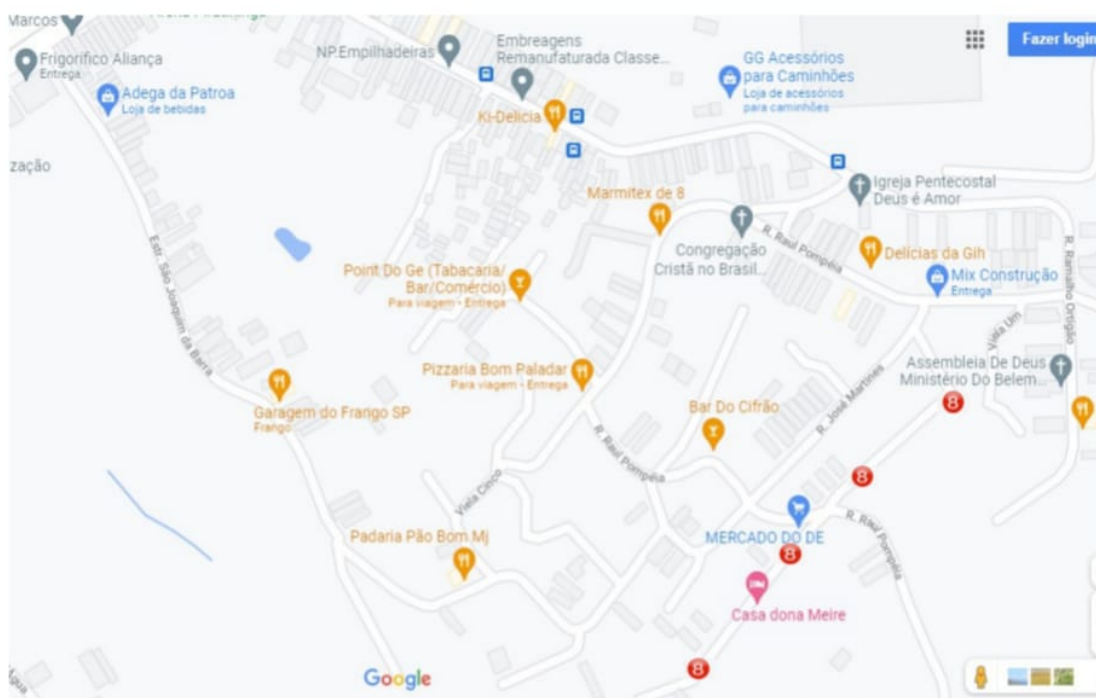 Marcos
Frigorifico Aliança
Entrega
Adega da Patroa
Loja de bebidas
NP.Empilhadeiras
Embreagens
Remanufaturada Classe...
Ki-Delicia
GG Acessórios
para Caminhões
Loja de acessórios
para caminhões
Fazer login
zação
Marmitex de 8
Igreja Pentecostal
Deus é Amor
Congregação
Cristã no Brasil...
R. Raul Pompéia
Delícias da Gih
Mix Construção
Entrega
R. Ramalho Ortigão
Estr. São Joaquim da Barra
Point Do Ge (Tabacaria/
Bar/Comércio)
Para viagem - Entrega
Viela Um
Pizzaria Bom Paladar
Para viagem - Entrega
Assembleia De Deus
Ministério Do Belem...
Garagem do Frango SP
Frango
Bar Do Cifrão
R. José Martines
8
R. Raul Pompéia
Viela Cinco
8
MERCADO DO DE
R. Raul Pompéia
Padaria Pão Bom Mj
8
Casa dona Meire
8
Google